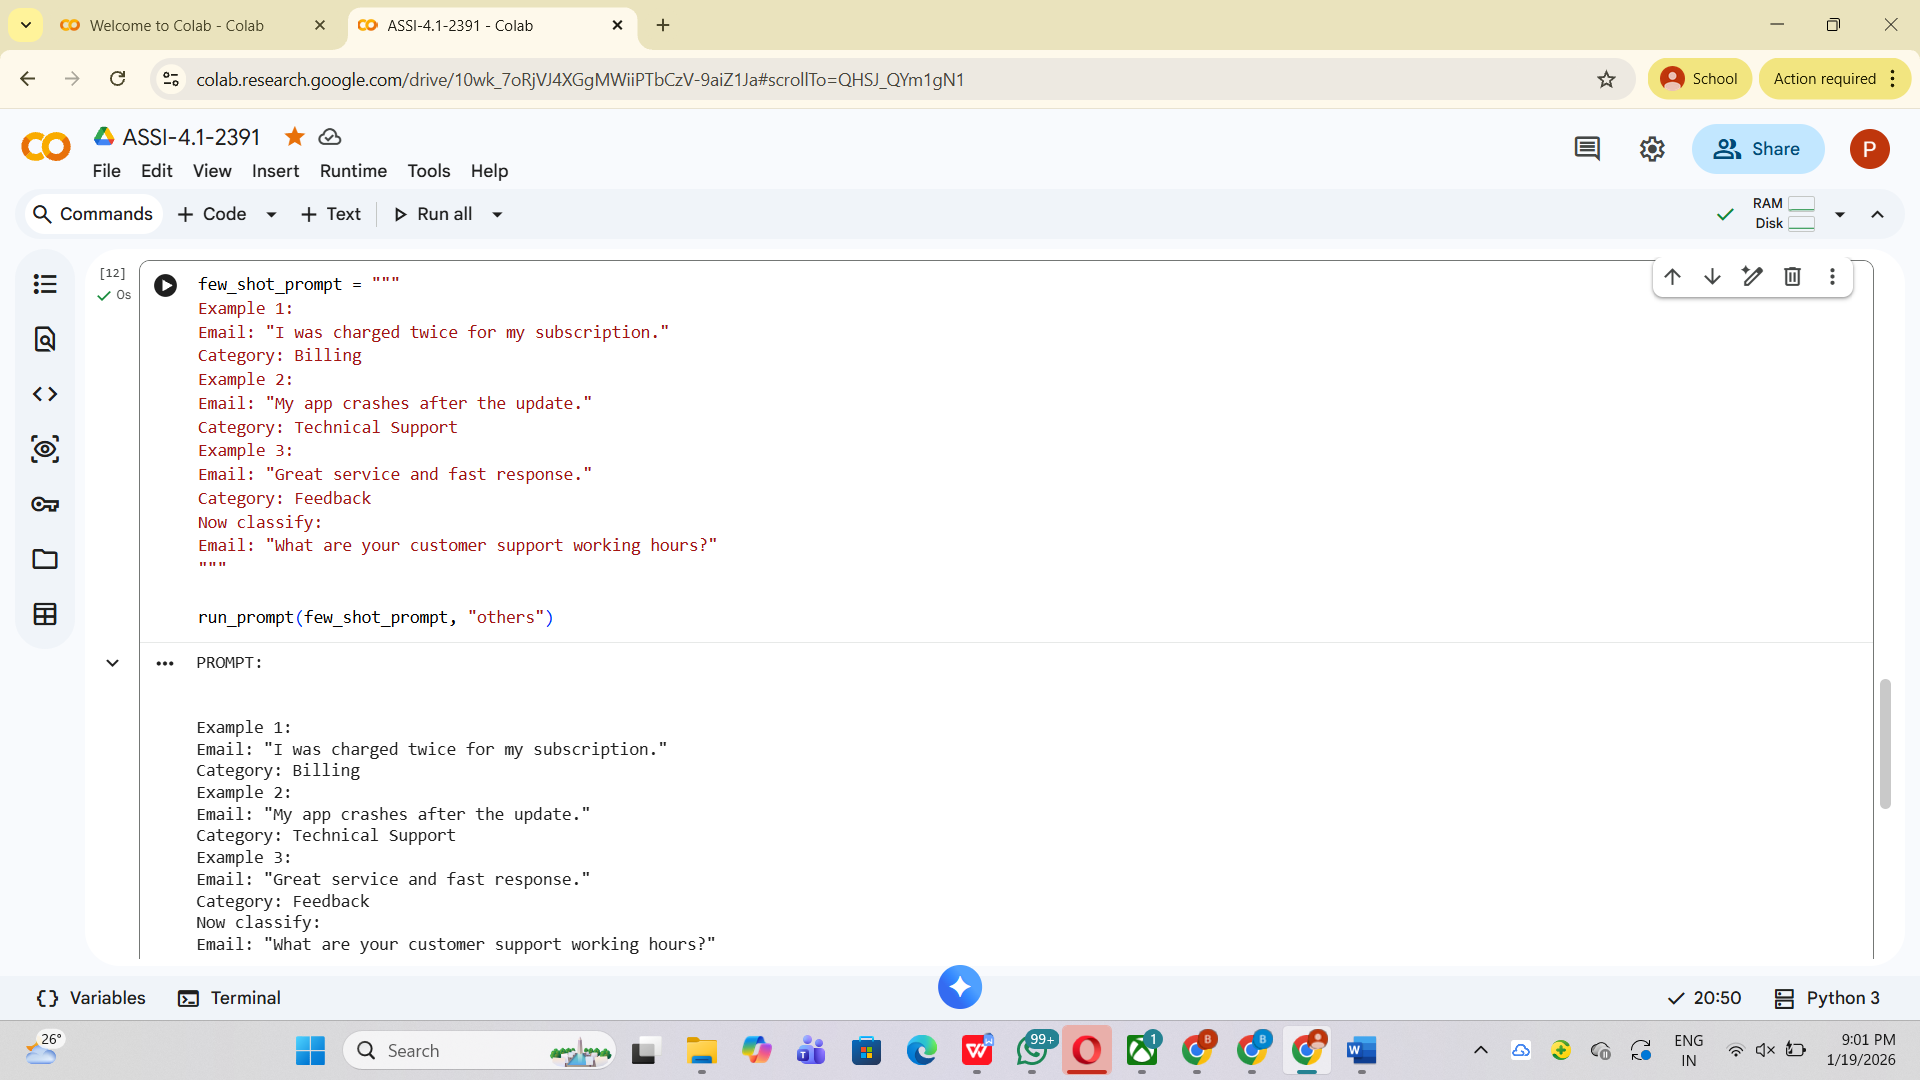 Welcome to Colab - Colab
ASSI-4.1-2391 - Colab
colab.research.google.com/drive/10wk_7oRjVJ4XGgMWiiPTbCzV-9aiZ1Ja#scrollTo=QHSJ_QYm1gN1
School
Action required
ASSI-4.1-2391
File Edit View Insert Runtime Tools Help
Share
P
Commands
+ Code
+ Text
Run all
RAM
Disk
[12]
0s
few_shot_prompt = """
Example 1:
Email: "I was charged twice for my subscription."
Category: Billing
Example 2:
Email: "My app crashes after the update."
Category: Technical Support
Example 3:
Email: "Great service and fast response."
Category: Feedback
Now classify:
Email: "What are your customer support working hours?"
"""
run_prompt(few_shot_prompt, "others")
PROMPT:
Example 1:
Email: "I was charged twice for my subscription."
Category: Billing
Example 2:
Email: "My app crashes after the update."
Category: Technical Support
Example 3:
Email: "Great service and fast response."
Category: Feedback
Now classify:
Email: "What are your customer support working hours?"
Variables
Terminal
20:50
Python 3
26°
Search
99+
1
B
B
ENG
IN
9:01 PM
1/19/2026